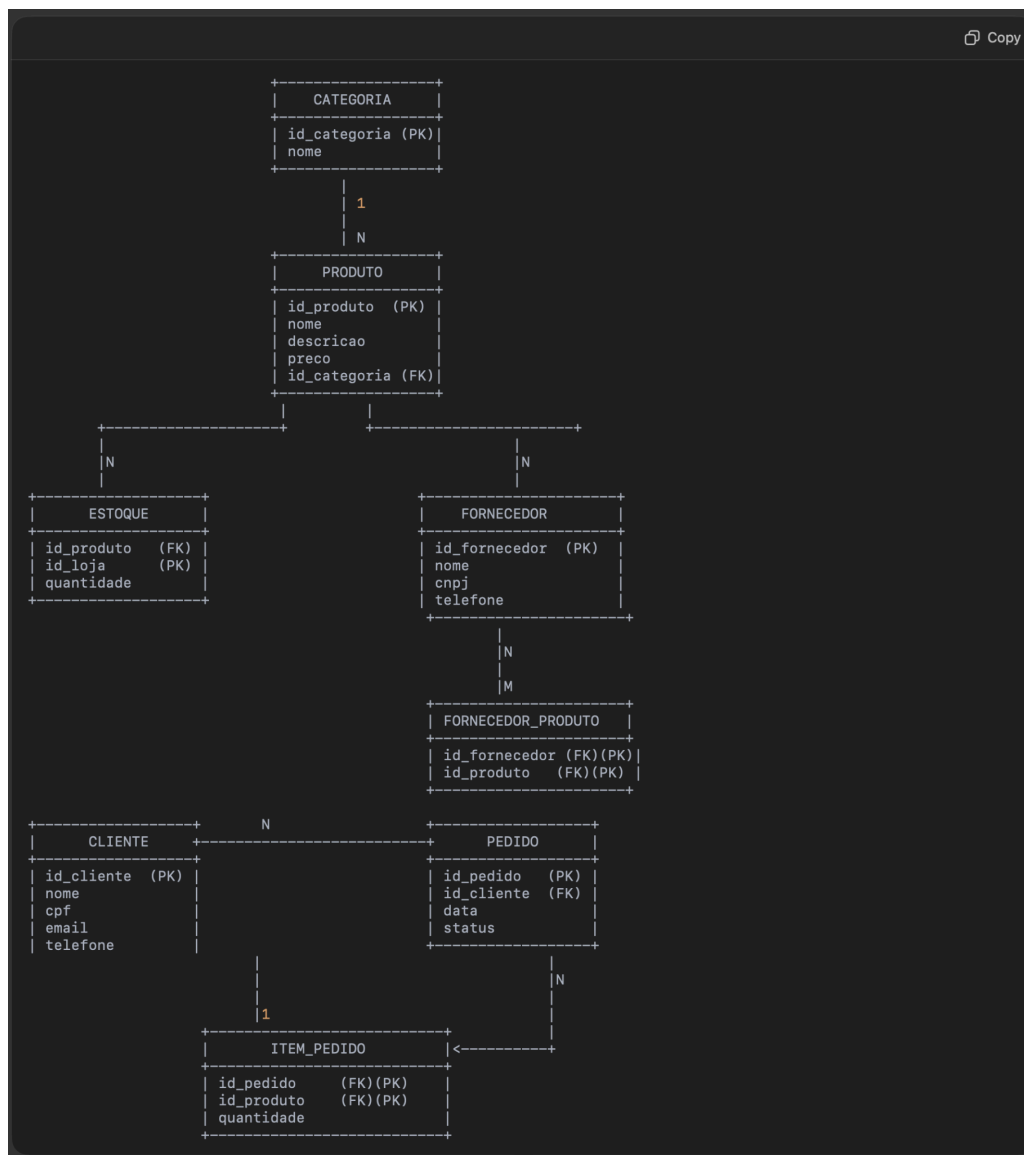 Copy
CATEGORIA
id_categoria (PK)
nome
1
N
PRODUTO
id_produto (PK)
nome
descricao
preco
id_categoria (FK)
N N
ESTOQUE FORNECEDOR
id_produto (FK) id_fornecedor (PK)
id_loja (PK) nome
quantidade cnpj
telefone
N
M
FORNECEDOR_PRODUTO
id_fornecedor (FK)(PK)
id_produto (FK)(PK)
N
CLIENTE PEDIDO
id_cliente (PK) id_pedido (PK)
nome id_cliente (FK)
cpf data
email status
telefone
N
1
ITEM_PEDIDO
id_pedido (FK)(PK)
id_produto (FK)(PK)
quantidade